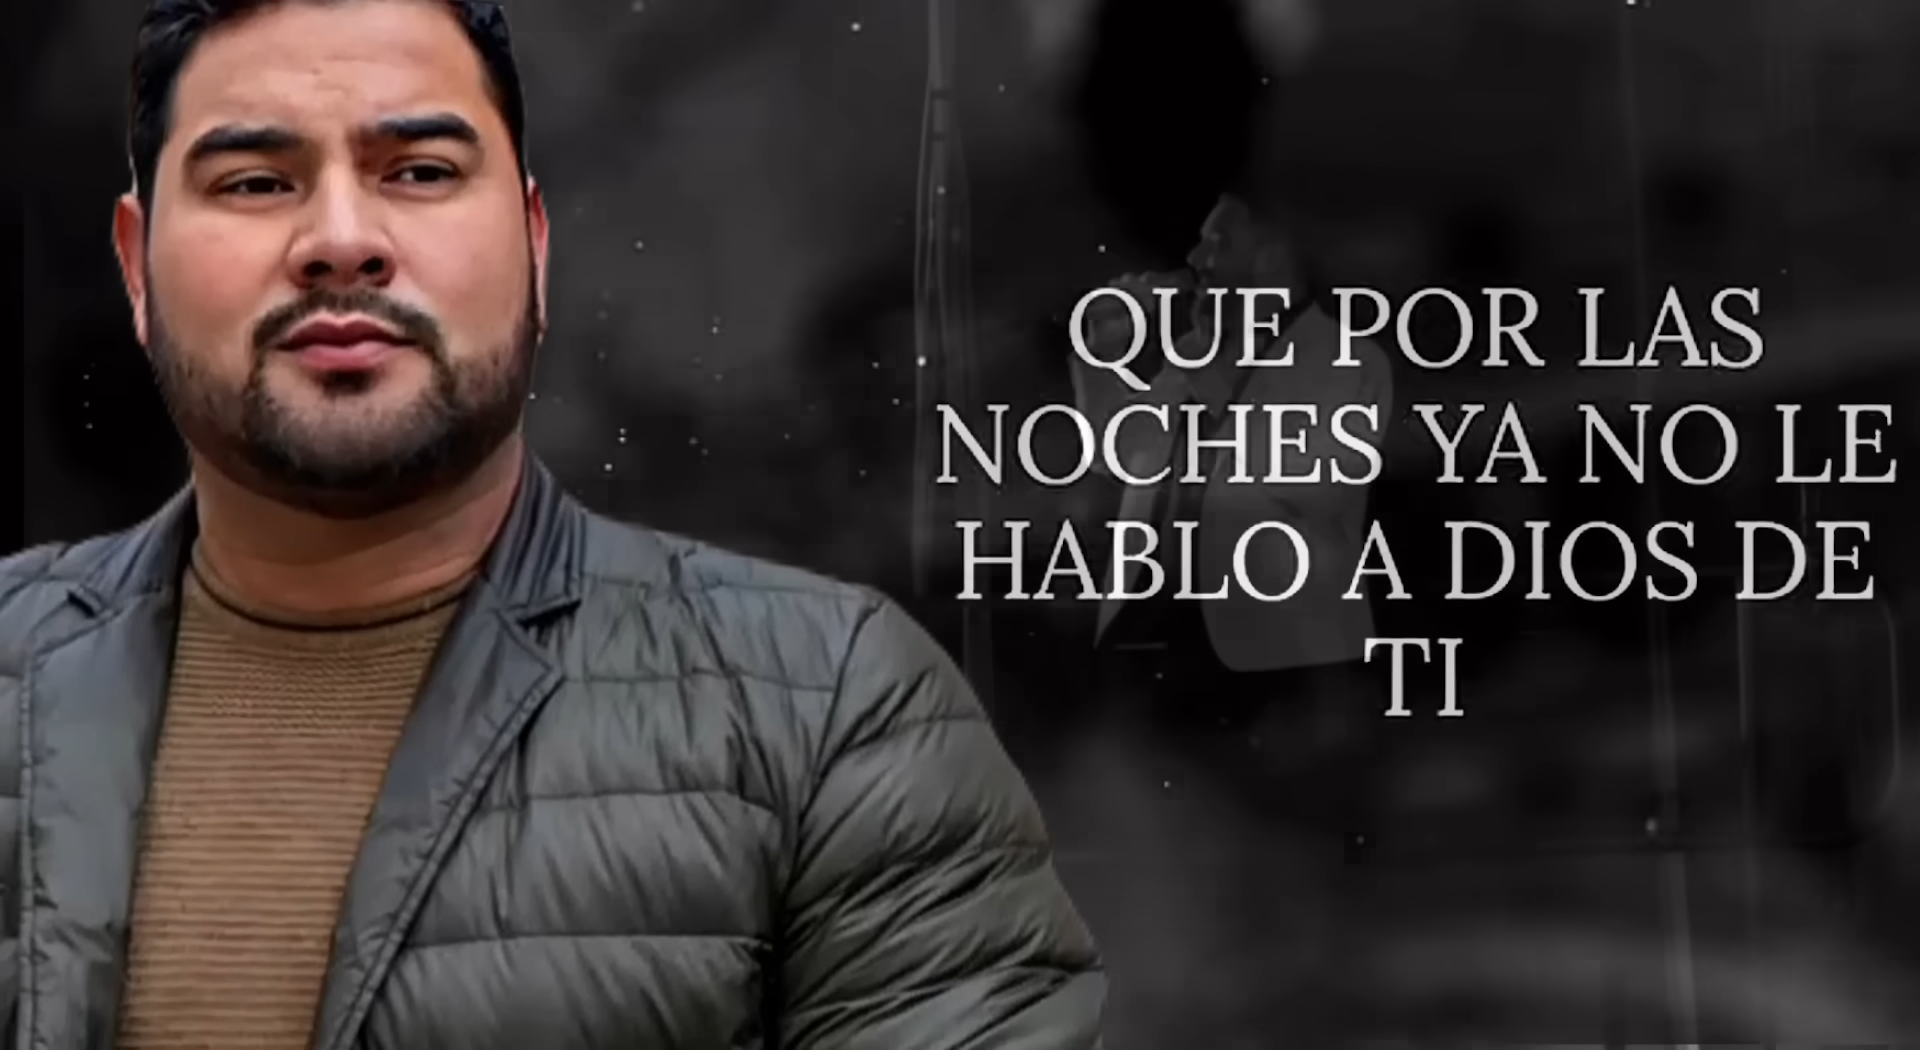 QUE POR LAS
NOCHES YA NO LE
HABLO A DIOS DE
TI